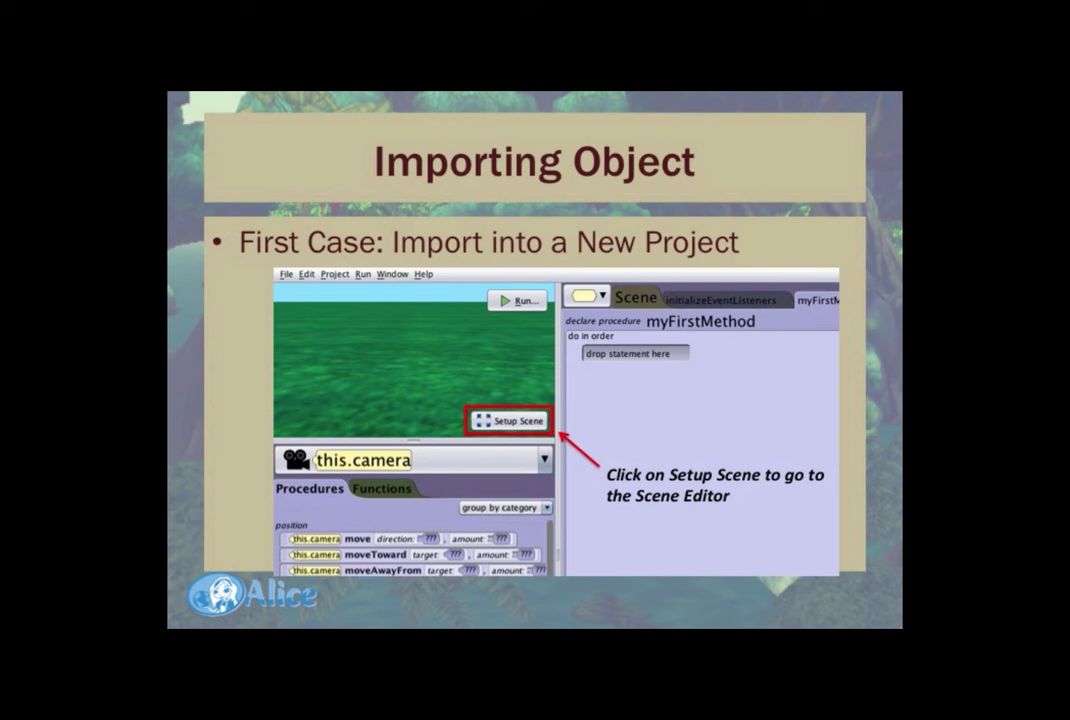 Importing Object
• First Case: Import into a New Project
File Edit Project Run Window Help
Run...
Setup Scene
Scene initializeEventListeners myFirstM
declare procedure myFirstMethod
do in order
drop statement here
this.camera
Procedures Functions
group by category
position
this.camera move direction: ??? , amount: ???
this.camera moveToward target: ??? , amount: ???
this.camera moveAwayFrom target: ??? , amount: ???
Click on Setup Scene to go to
the Scene Editor
Alice